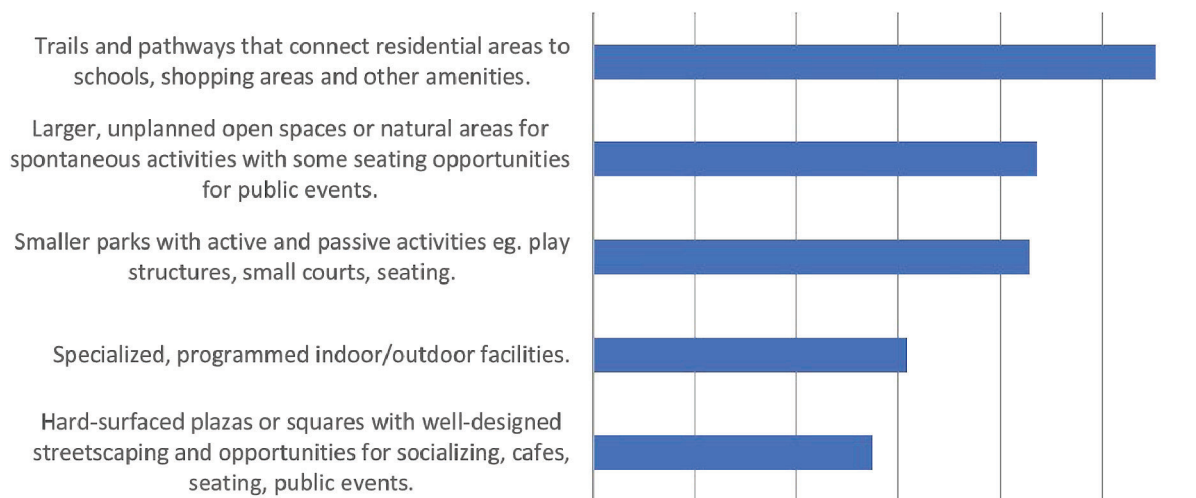 Trails and pathways that connect residential areas to
schools, shopping areas and other amenities.
Larger, unplanned open spaces or natural areas for
spontaneous activities with some seating opportunities
for public events.
Smaller parks with active and passive activities eg. play
structures, small courts, seating.
Specialized, programmed indoor/outdoor facilities.
Hard-surfaced plazas or squares with well-designed
streetscaping and opportunities for socializing, cafes,
seating, public events.